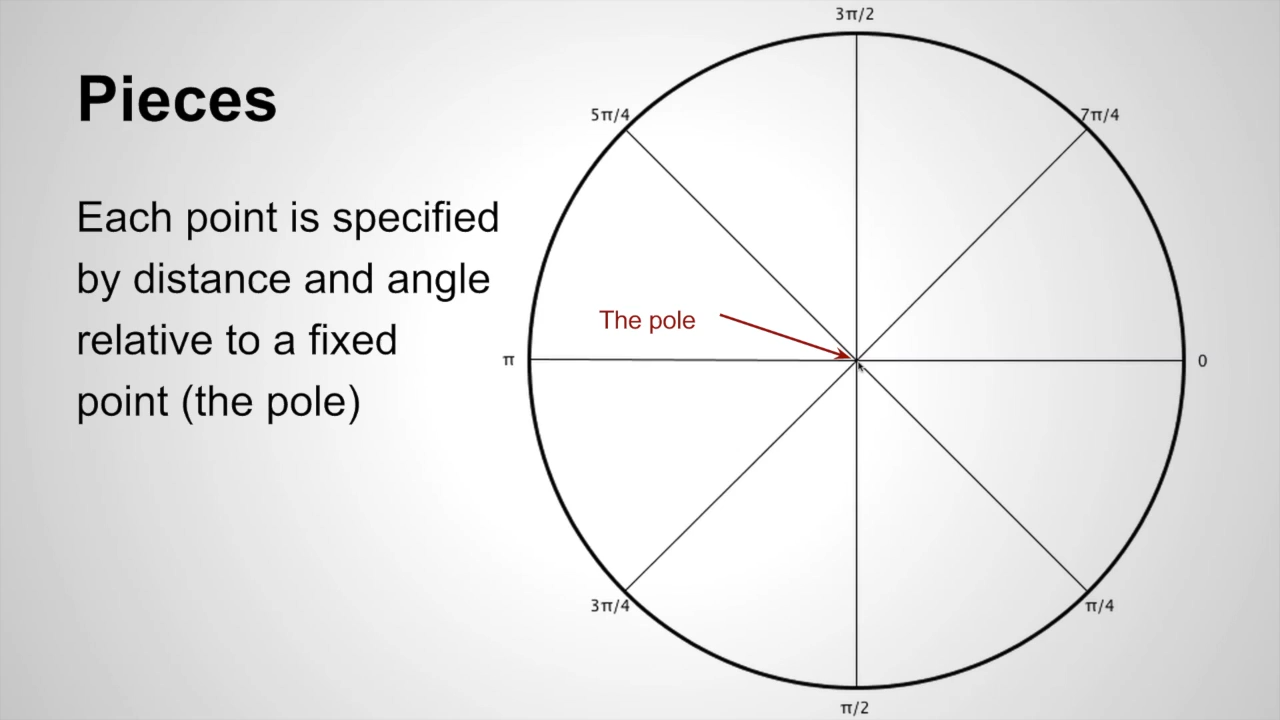 Pieces
Each point is specified
by distance and angle
relative to a fixed
point (the pole)
3π/2
5π/4
7π/4
The pole
π
0
3π/4
π/4
π/2